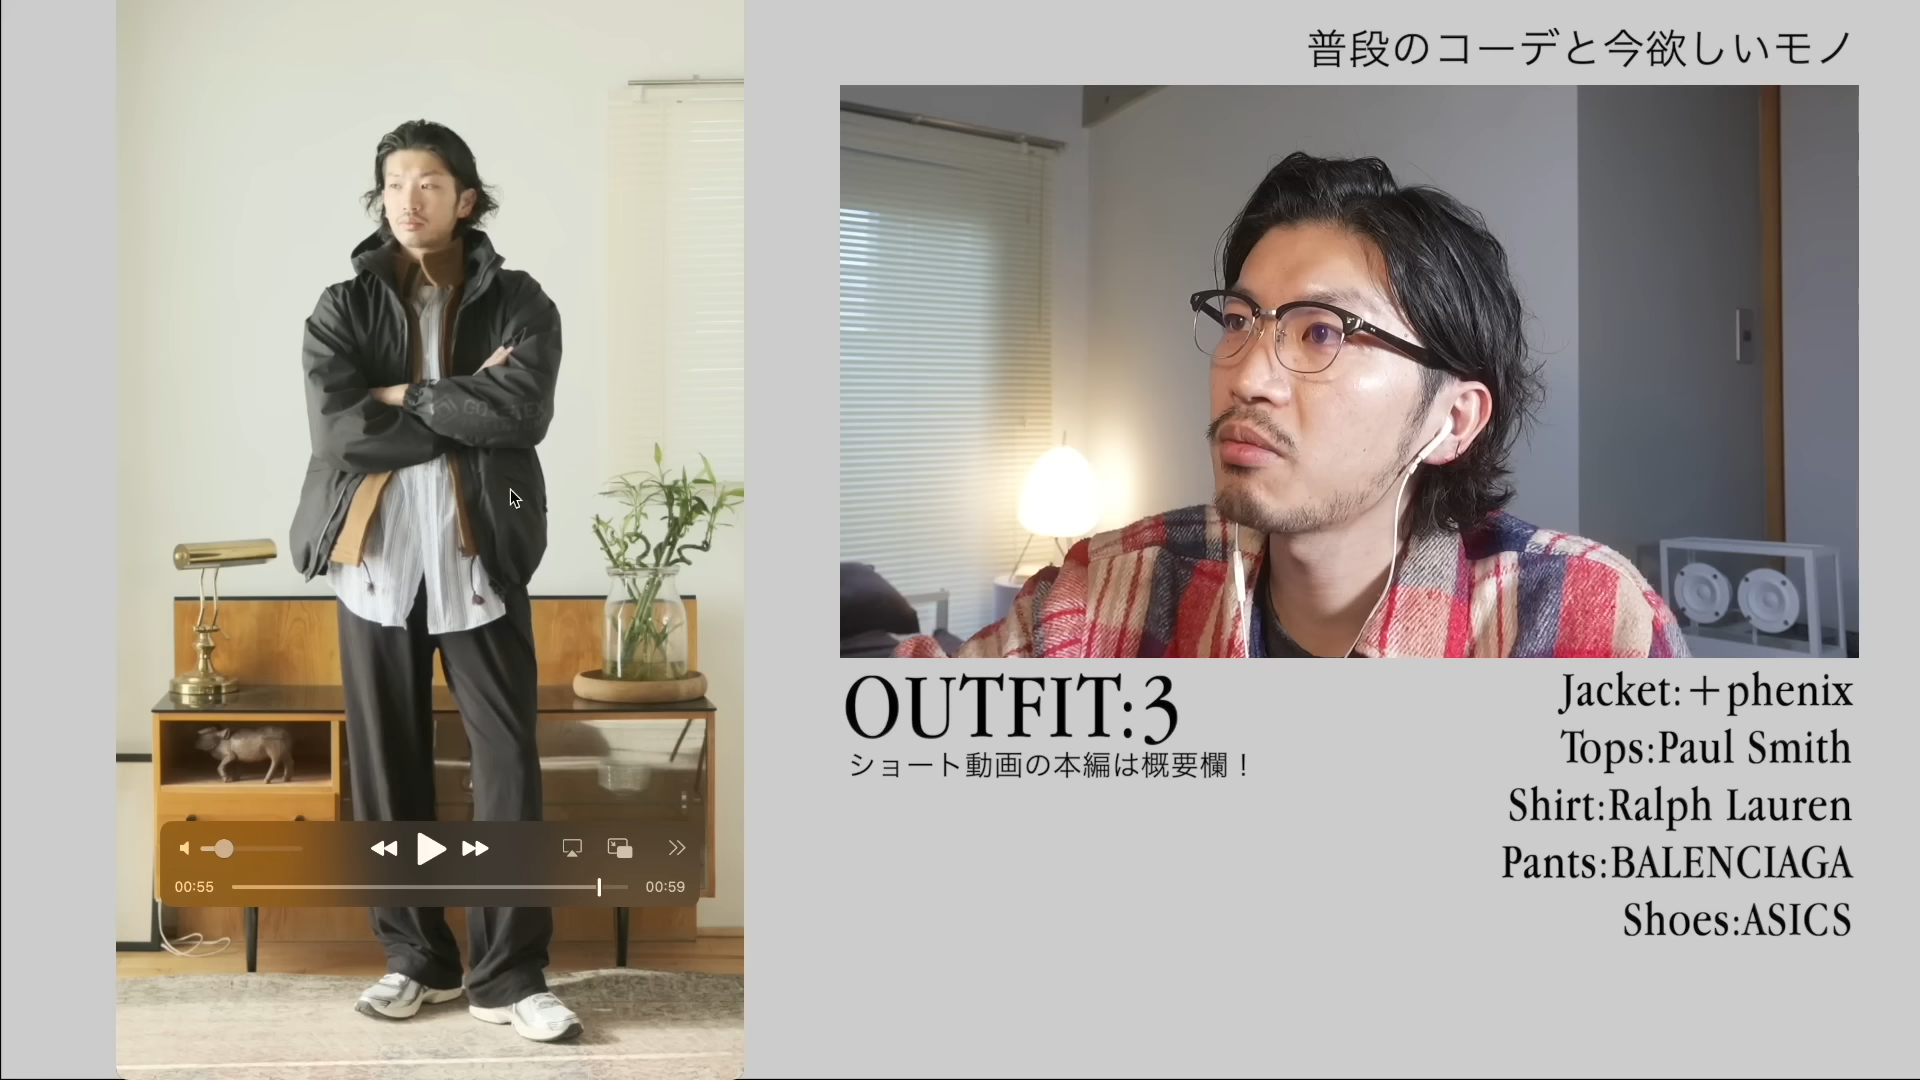 普段のコーデと今欲しいモノ
OUTFIT:3
ショート動画の本編は概要欄！
Jacket:+phenix
Tops:Paul Smith
Shirt:Ralph Lauren
Pants:BALENCIAGA
Shoes:ASICS
GORE-TEX
00:55
00:59